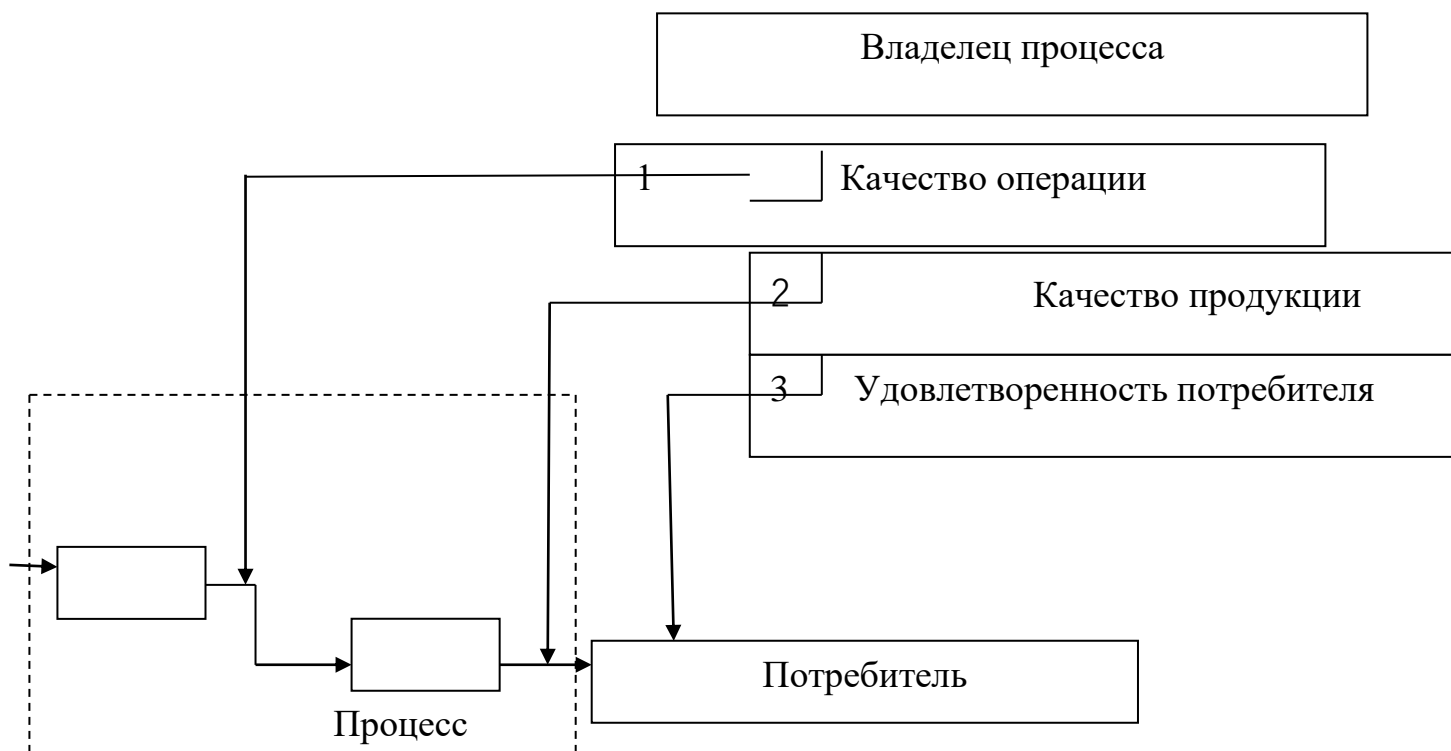 Владелец процесса
1 Качество операции
2 Качество продукции
3 Удовлетворенность потребителя
Потребитель
Процесс